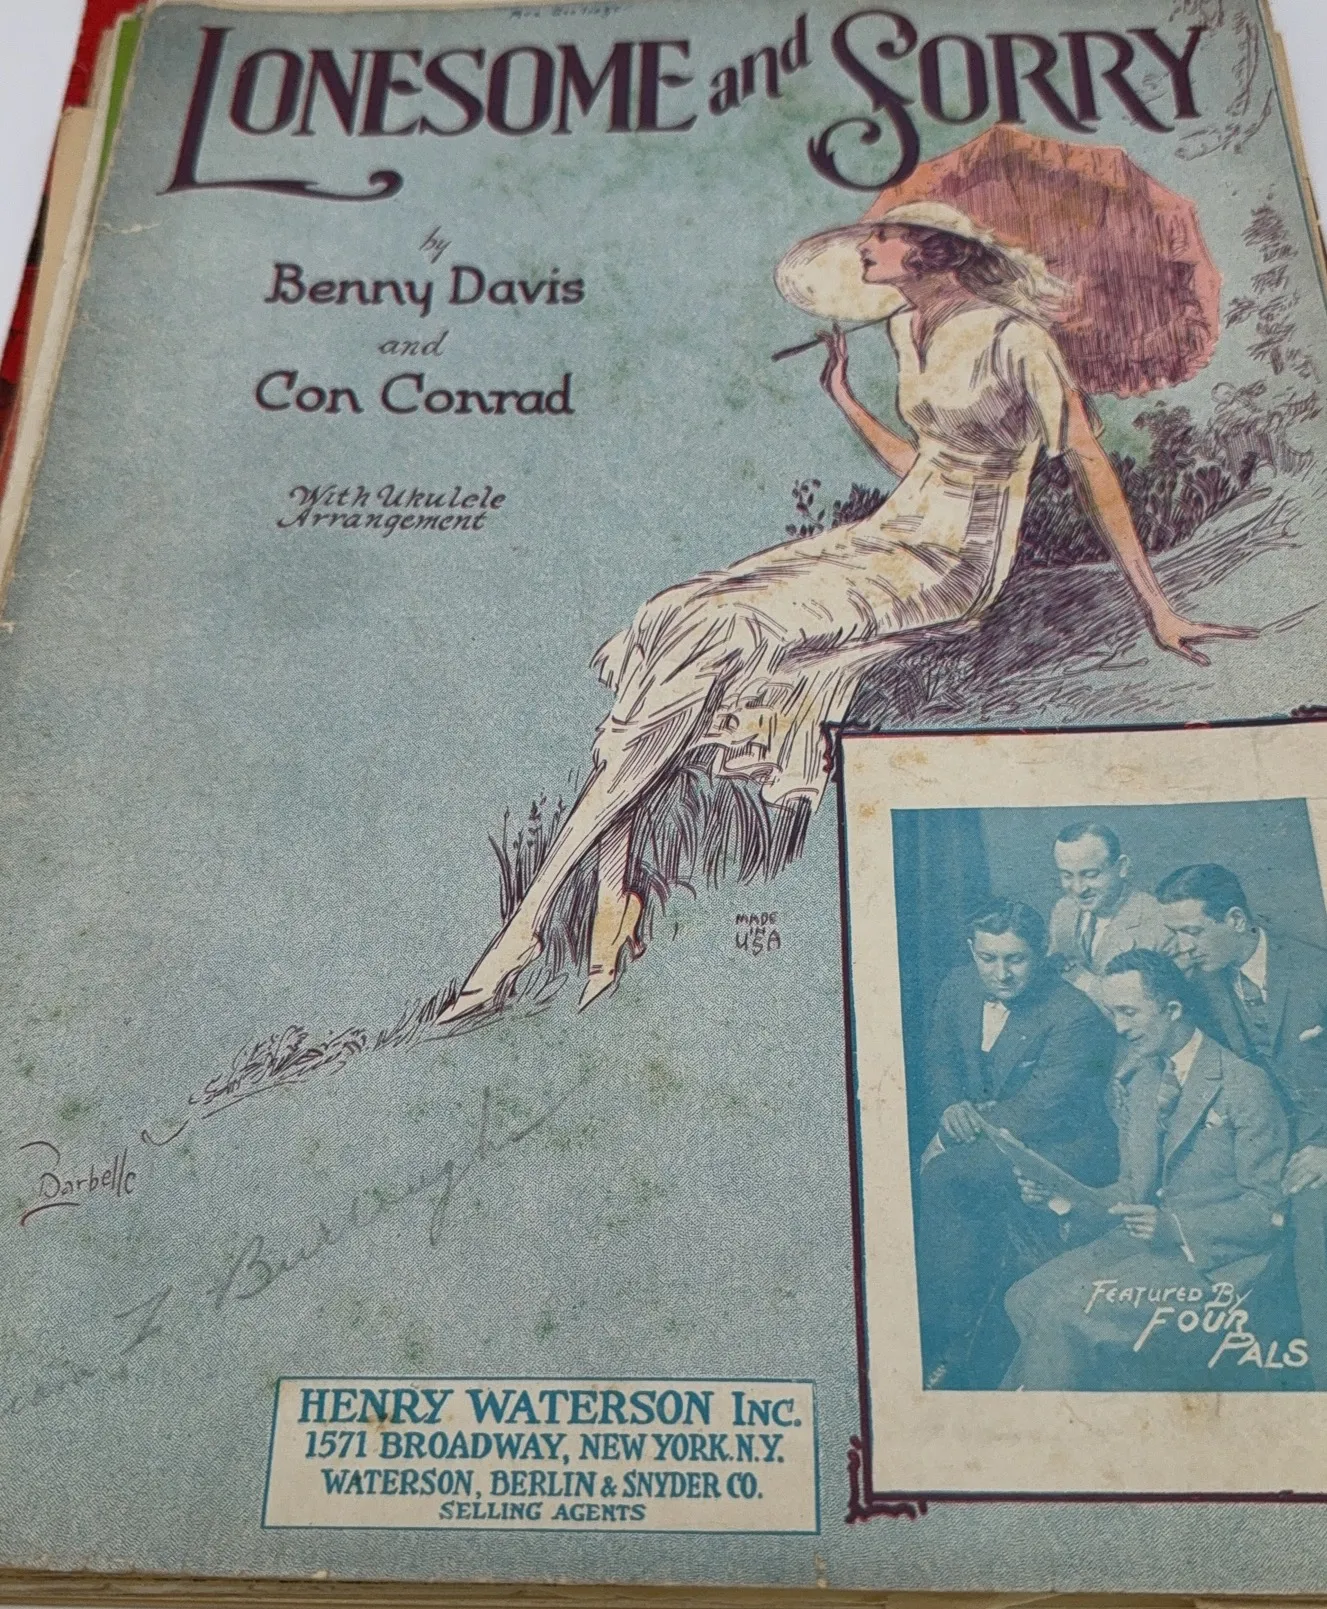 LONESOME and SORRY
by
Benny Davis
and
Con Conrad
With Ukulele
Arrangement
MADE
IN
USA
Barbelle
Z Burroughs
FEATURED By
FOUR
PALS
HENRY WATERSON INC.
1571 BROADWAY, NEW YORK.N.Y.
WATERSON, BERLIN & SNYDER CO.
SELLING AGENTS